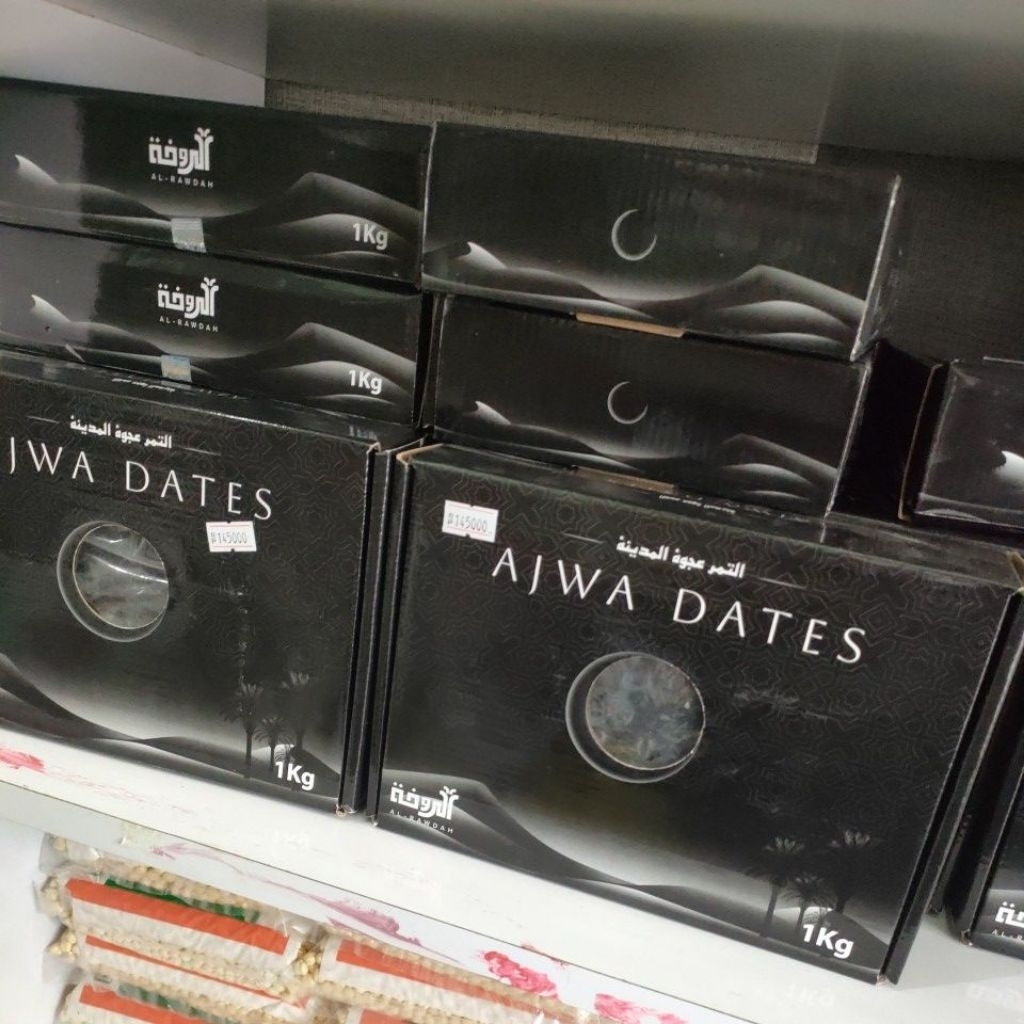 الروضة
AL-RAWDAH
1Kg
الروضة
AL-RAWDAH
1Kg
التمر عجوة المدينة
JWA DATES
145000
1Kg
145000
التمر عجوة المدينة
AJWA DATES
الروضة
AL-RAWDAH
1Kg